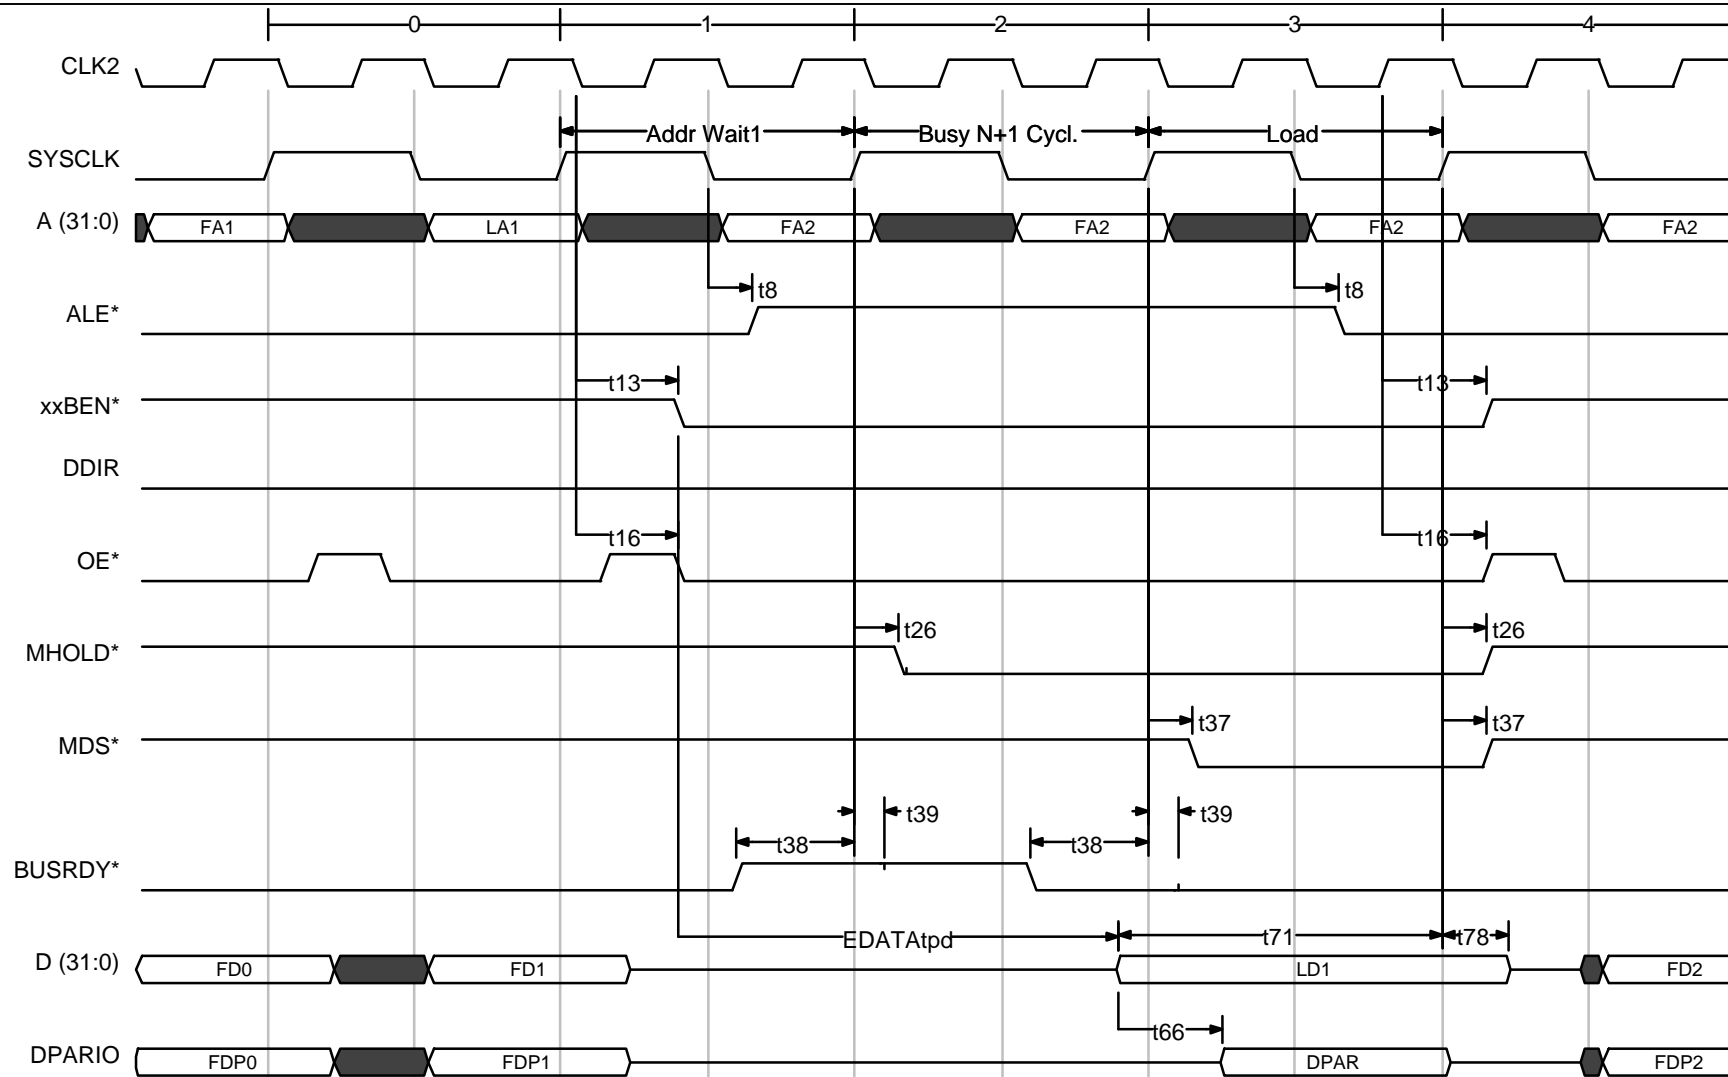 0 1 2 3 4
CLK2
Addr Wait1 Busy N+1 Cycl. Load
SYSCLK
A (31:0) FA1 LA1 FA2 FA2 FA2 FA2
t8 t8
ALE*
t13 t13
xxBEN*
DDIR
t16 t16
OE*
t26 t26
MHOLD*
t37 t37
MDS*
t39 t39
t38 t38
BUSRDY*
EDATAtpd t71 t78
D (31:0) FD0 FD1 LD1 FD2
t66
DPARIO FDP0 FDP1 DPAR FDP2